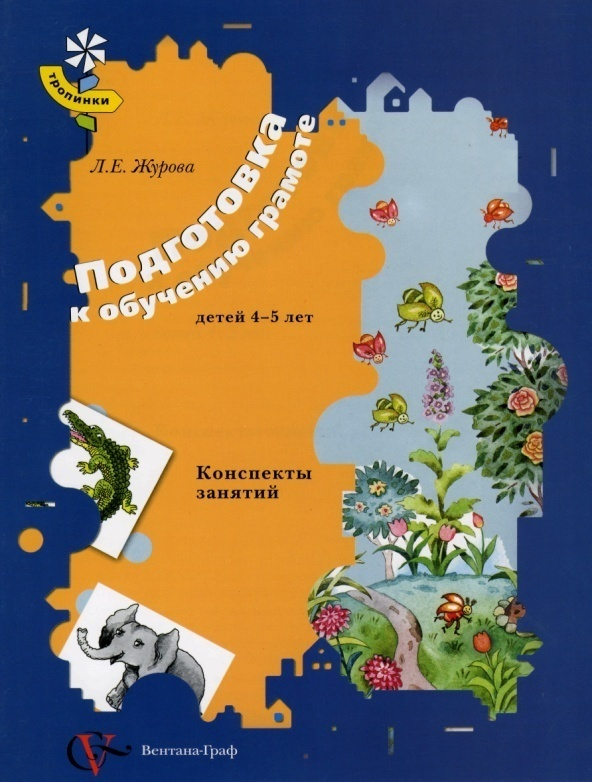 тропинки
Л.Е. Журова
Подготовка
к обучению грамоте
детей 4–5 лет
Конспекты
занятий
Вентана-Граф